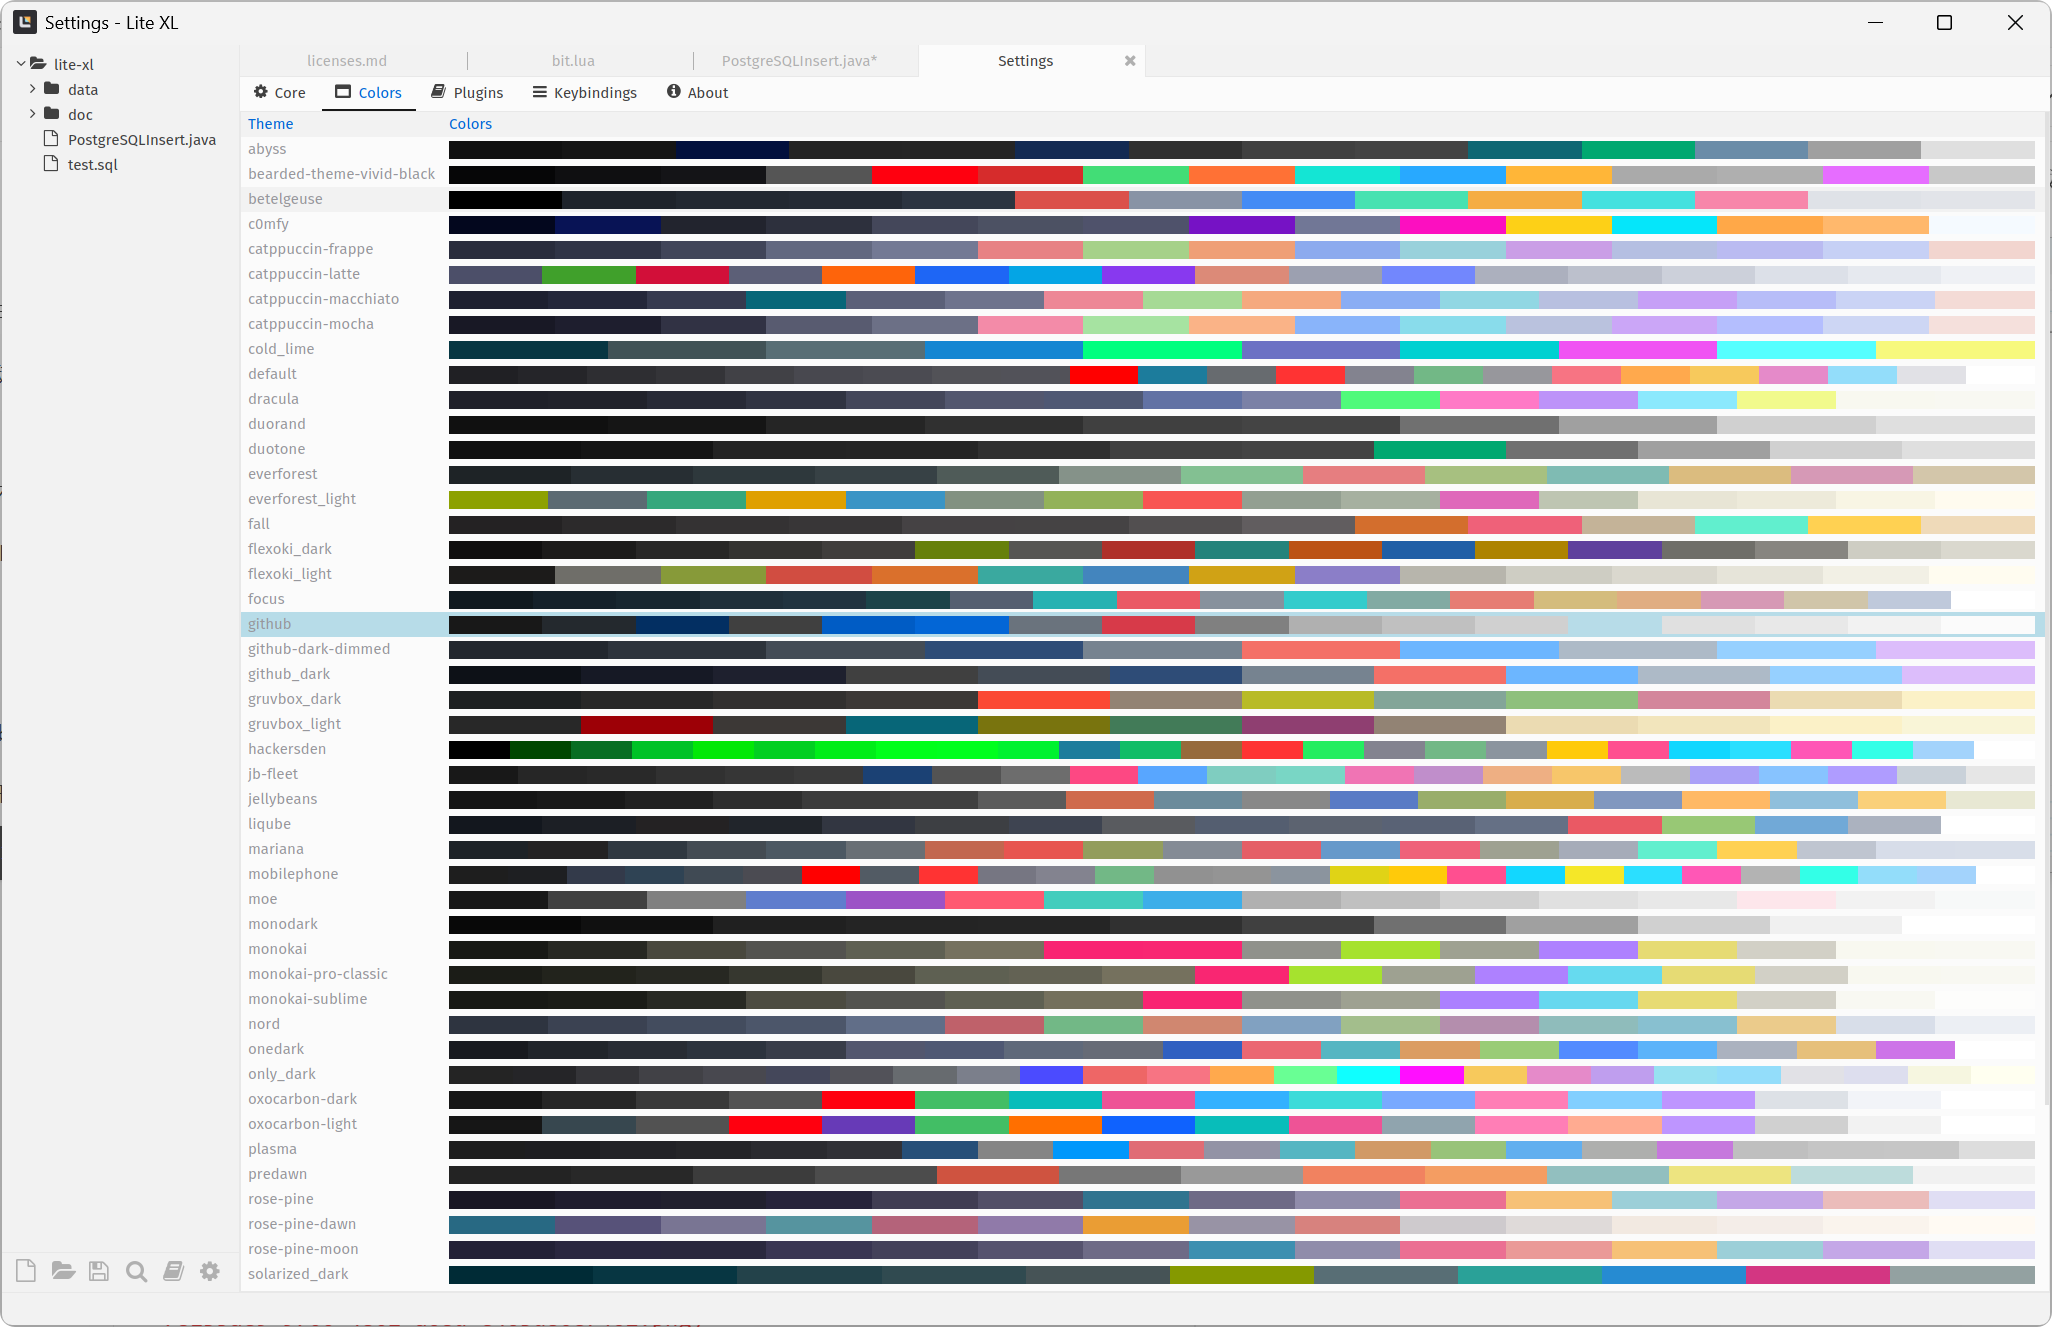 Settings - Lite XL
lite-xl
data
doc
PostgreSQLInsert.java
test.sql
licenses.md
bit.lua
PostgreSQLInsert.java*
Settings
Core
Colors
Plugins
Keybindings
About
Theme
Colors
abyss
bearded-theme-vivid-black
betelgeuse
c0mfy
catppuccin-frappe
catppuccin-latte
catppuccin-macchiato
catppuccin-mocha
cold_lime
default
dracula
duorand
duotone
everforest
everforest_light
fall
flexoki_dark
flexoki_light
focus
github
github-dark-dimmed
github_dark
gruvbox_dark
gruvbox_light
hackersden
jb-fleet
jellybeans
liqube
mariana
mobilephone
moe
monodark
monokai
monokai-pro-classic
monokai-sublime
nord
onedark
only_dark
oxocarbon-dark
oxocarbon-light
plasma
predawn
rose-pine
rose-pine-dawn
rose-pine-moon
solarized_dark